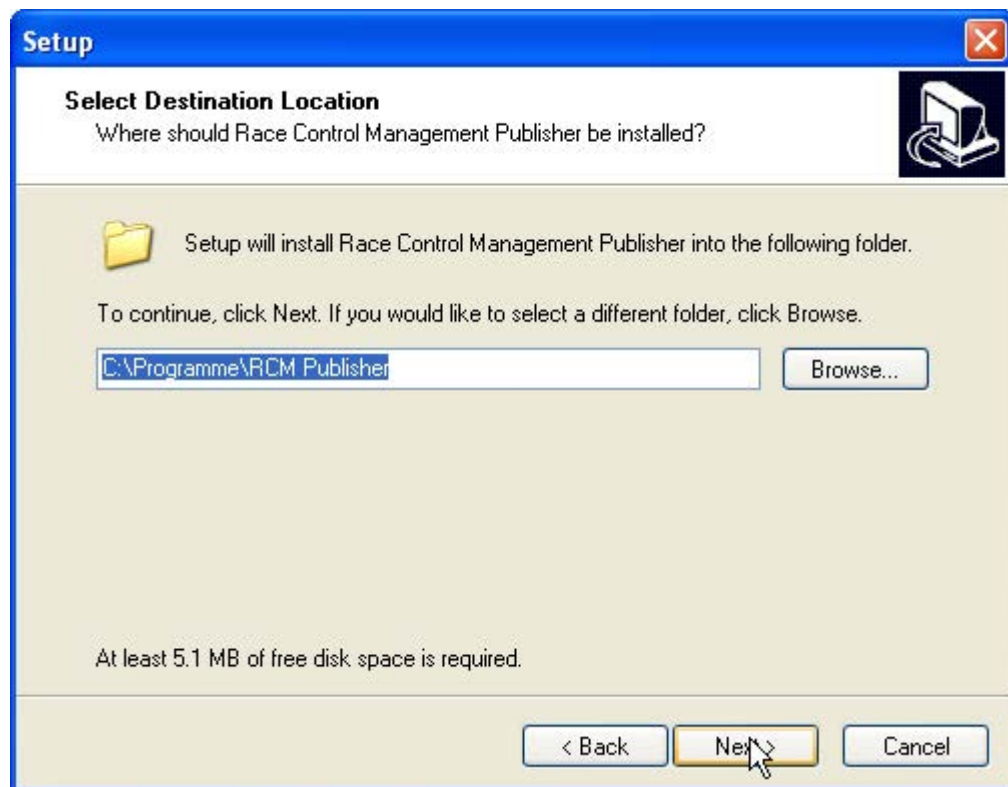 Setup
Select Destination Location
Where should Race Control Management Publisher be installed?
Setup will install Race Control Management Publisher into the following folder.
To continue, click Next. If you would like to select a different folder, click Browse.
C:\Programme\RCM Publisher
Browse...
At least 5.1 MB of free disk space is required.
< Back
Next >
Cancel